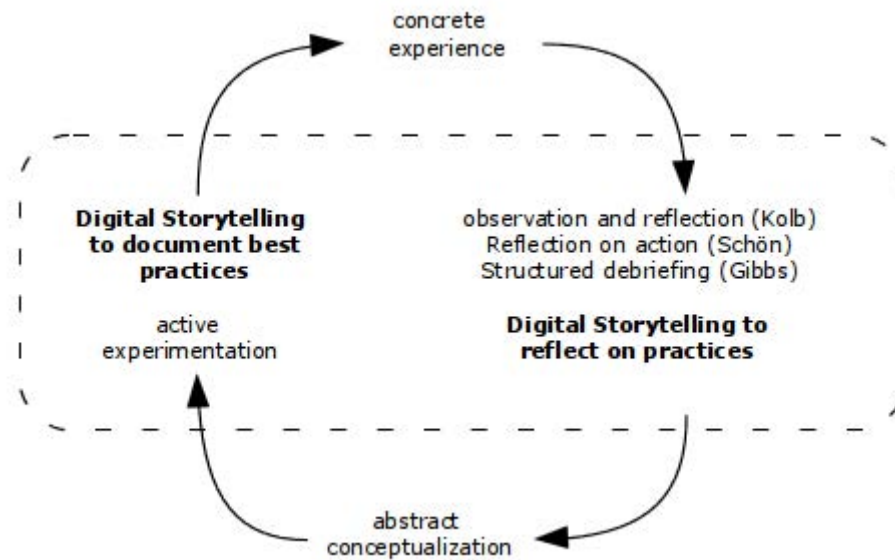 concrete
experience
Digital Storytelling
to document best
practices
active
experimentation
observation and reflection (Kolb)
Reflection on action (Schön)
Structured debriefing (Gibbs)
Digital Storytelling to
reflect on practices
abstract
conceptualization